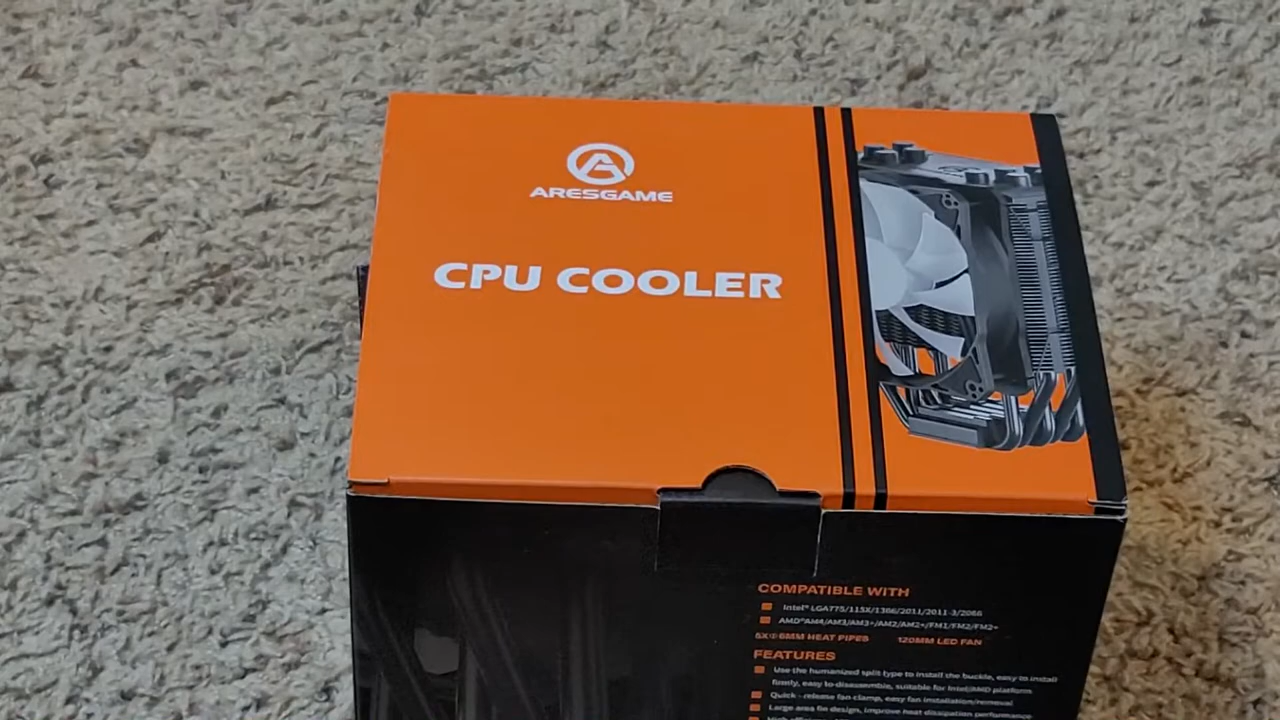 ARESGAME
CPU COOLER
COMPATIBLE WITH
Intel® LGA775/115X/1366/2011/2011-3/2066
AMD®AM4/AM3/AM3+/AM2/AM2+/FM1/FM2/FM2+
6MM HEAT PIPES 120MM LED FAN
FEATURES
Use the humanized split type to install the buckle, easy to install
firmly, easy to disassemble, suitable for Intel/AMD platform
Quick - release fan clamp, easy fan installation/removal
Large area fin design, improve heat dissipation performance